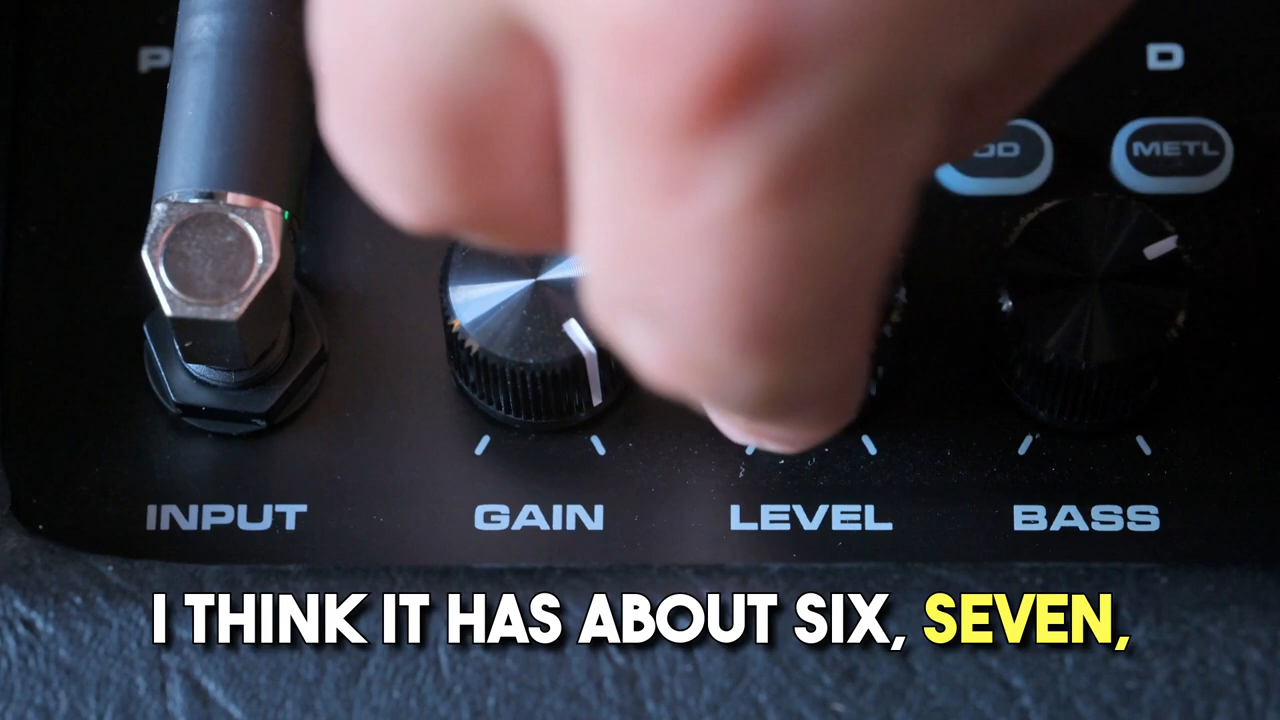 P
D
METL
INPUT
GAIN
LEVEL
BASS
I THINK IT HAS ABOUT SIX, SEVEN,